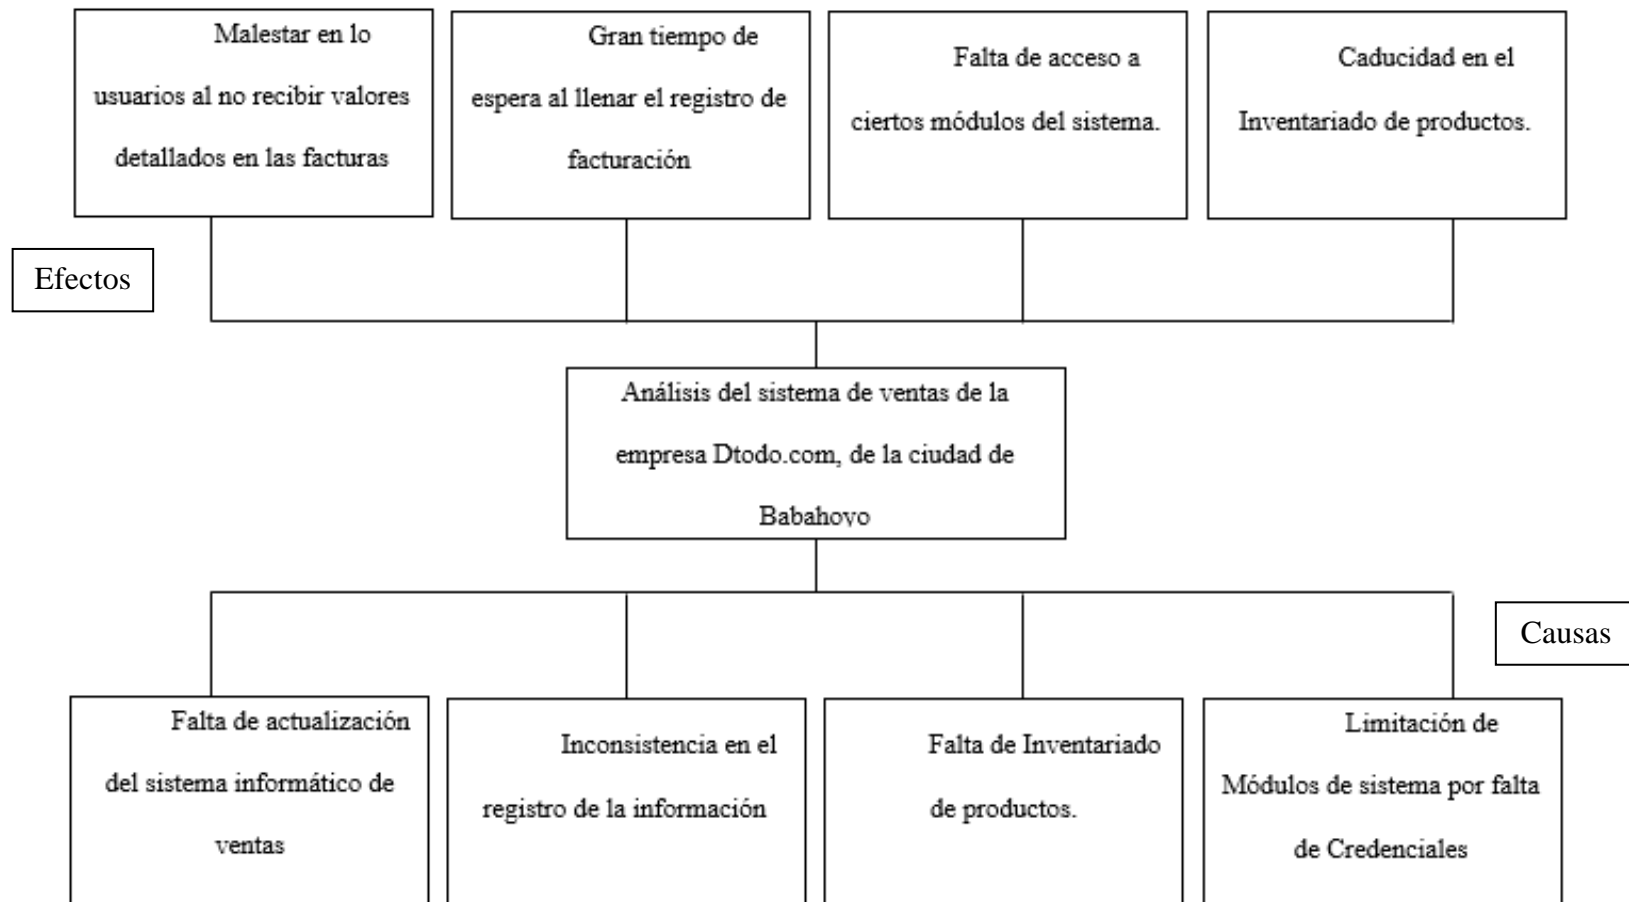 Malestar en lo
usuarios al no recibir valores
detallados en las facturas
Gran tiempo de
espera al llenar el registro de
facturación
Falta de acceso a
ciertos módulos del sistema.
Caducidad en el
Inventariado de productos.
Efectos
Análisis del sistema de ventas de la
empresa Dtodo.com, de la ciudad de
Babahoyo
Causas
Falta de actualización
del sistema informático de
ventas
Inconsistencia en el
registro de la información
Falta de Inventariado
de productos.
Limitación de
Módulos de sistema por falta
de Credenciales